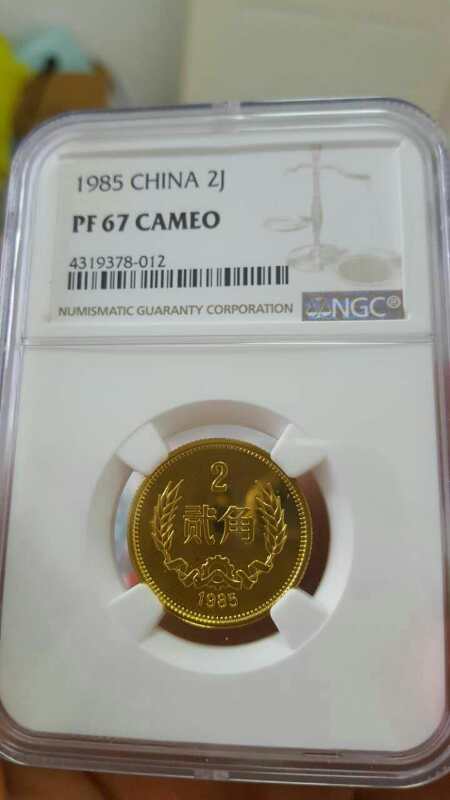 1985 CHINA 2J
PF 67 CAMEO
4319378-012
NUMISMATIC GUARANTY CORPORATION
NGC®
2
贰角
1985